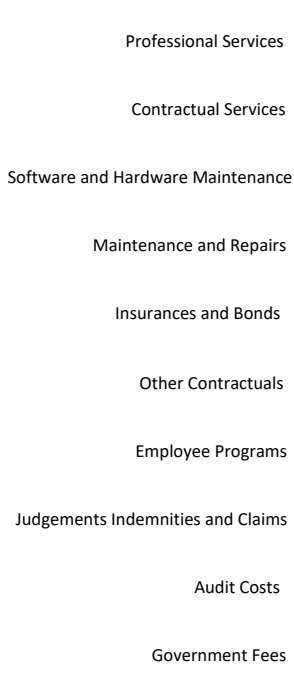 Professional Services
Contractual Services
Software and Hardware Maintenance
Maintenance and Repairs
Insurances and Bonds
Other Contractuals
Employee Programs
Judgements Indemnities and Claims
Audit Costs
Government Fees